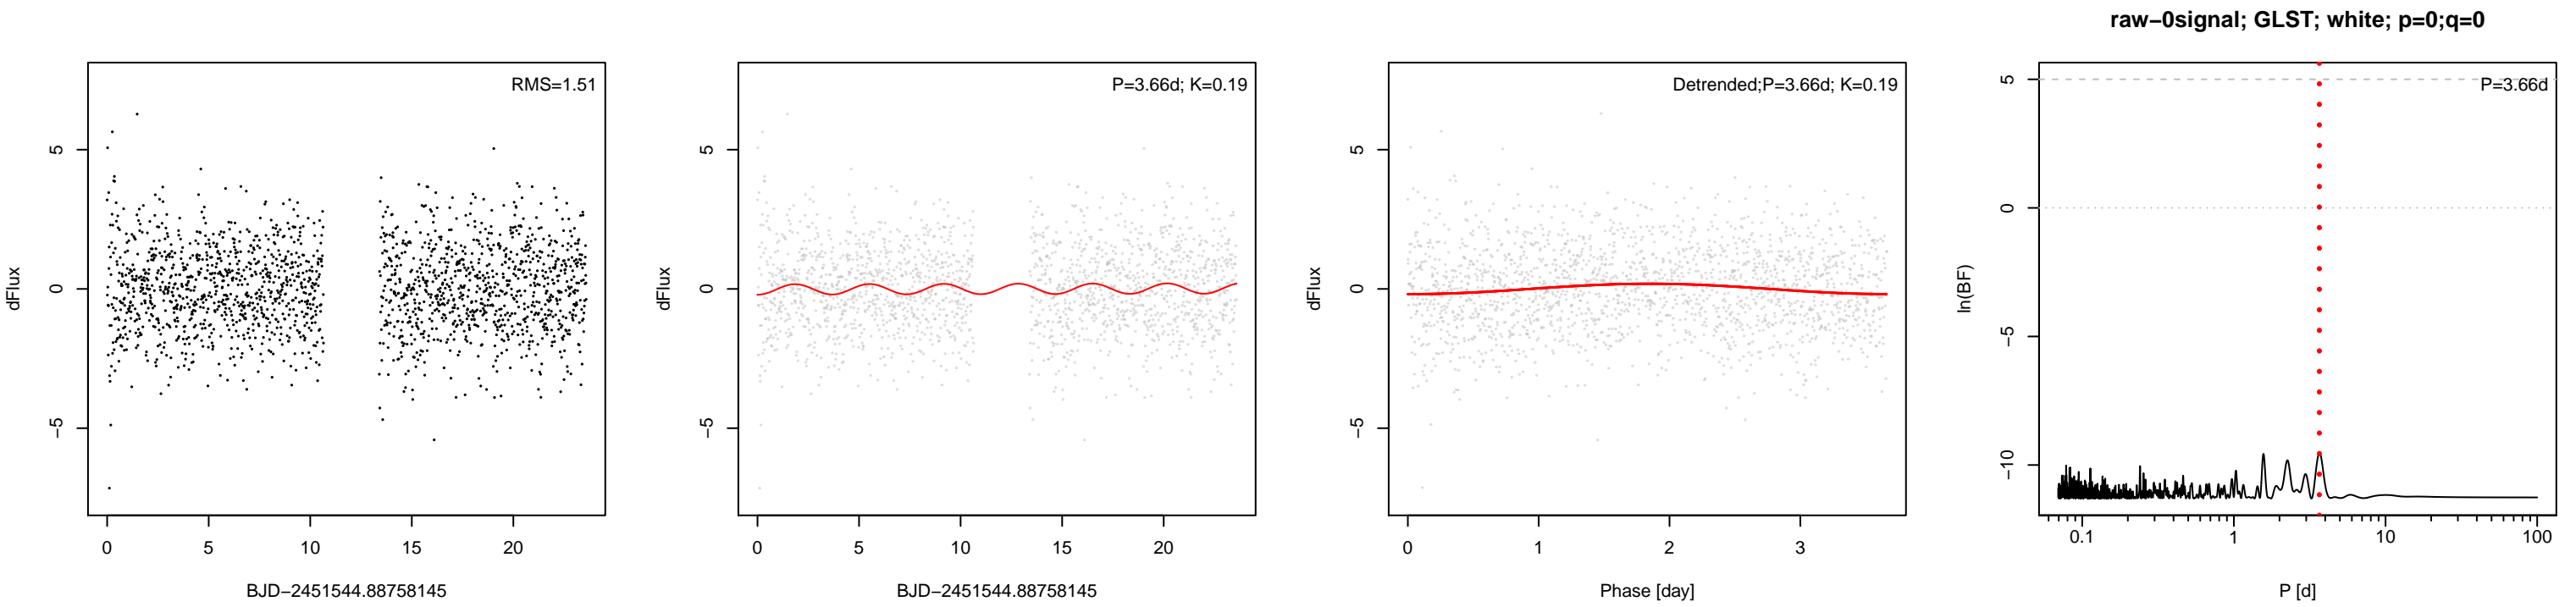 raw−0signal; GLST; white; p=0;q=0
RMS=1.51
dFlux
5
0
−5
0 5 10 15 20
BJD−2451544.88758145
P=3.66d; K=0.19
dFlux
5
0
−5
0 5 10 15 20
BJD−2451544.88758145
Detrended;P=3.66d; K=0.19
dFlux
5
0
−5
0 1 2 3
Phase [day]
P=3.66d
ln(BF)
5
0
−5
−10
0.1 1 10 100
P [d]